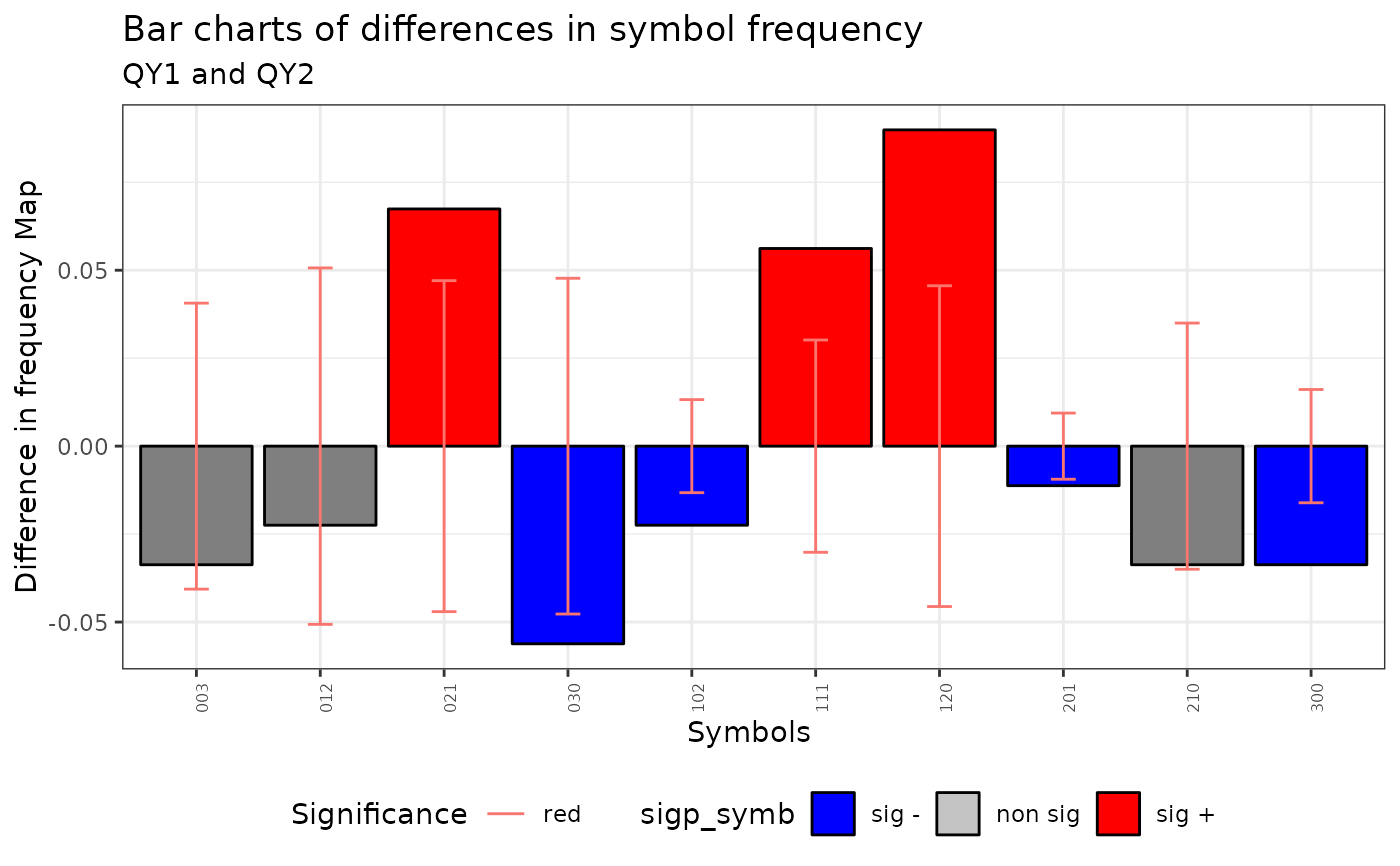 Bar charts of differences in symbol frequency
QY1 and QY2
Difference in frequency Map
0.05
0.00
-0.05
003 012 021 030 102 111 120 201 210 300
Symbols
Significance red sigp_symb sig - non sig sig +